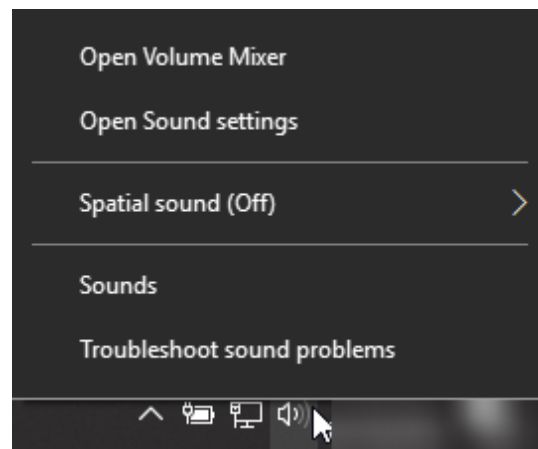 Open Volume Mixer
Open Sound settings
Spatial sound (Off)
Sounds
Troubleshoot sound problems